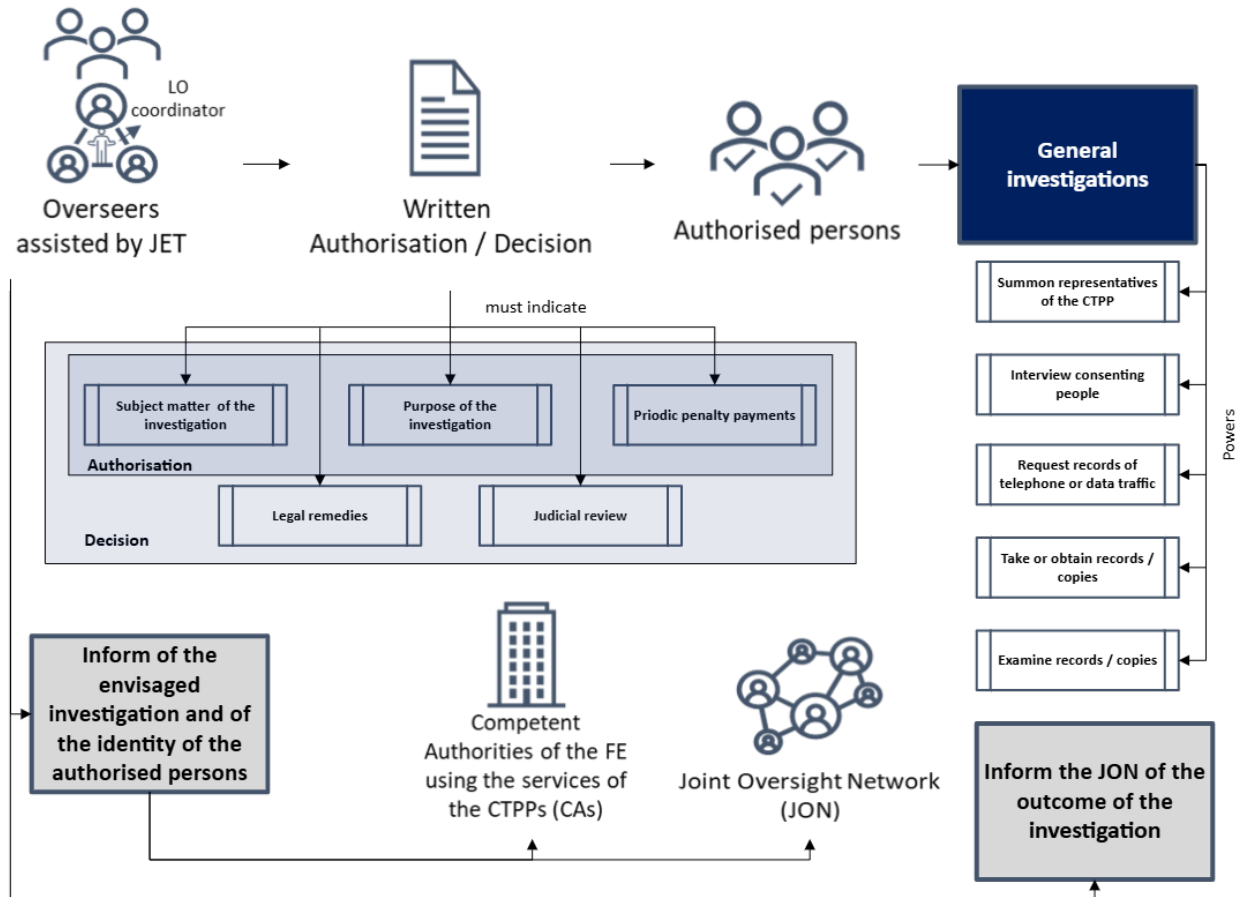 LO
coordinator
Overseers
assisted by JET
Written
Authorisation / Decision
Authorised persons
General
investigations
must indicate
Subject matter of the
investigation
Purpose of the
investigation
Priodic penalty payments
Authorisation
Legal remedies
Judicial review
Decision
Summon representatives
of the CTPP
Interview consenting
people
Request records of
telephone or data traffic
Take or obtain records /
copies
Examine records / copies
Powers
Inform of the
envisaged
investigation and of
the identity of the
authorised persons
Competent
Authorities of the FE
using the services of
the CTPPs (CAs)
Joint Oversight Network
(JON)
Inform the JON of the
outcome of the
investigation